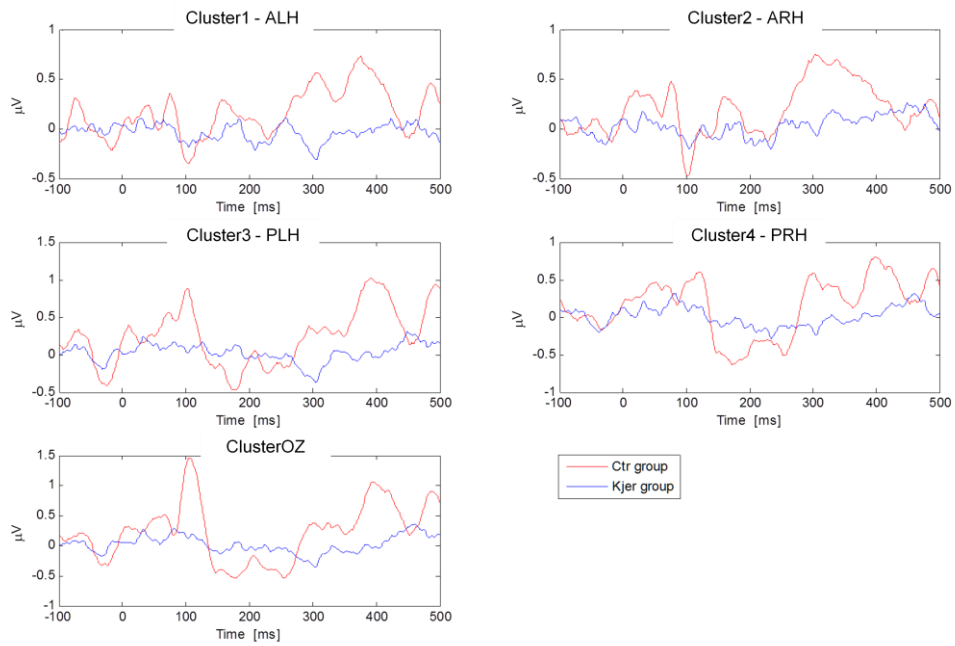 Cluster1 - ALH
1
0.5
0
-0.5
μV
-100 0 100 200 300 400 500
Time [ms]
Cluster2 - ARH
1
0.5
0
-0.5
μV
-100 0 100 200 300 400 500
Time [ms]
Cluster3 - PLH
1.5
1
0.5
0
-0.5
μV
-100 0 100 200 300 400 500
Time [ms]
Cluster4 - PRH
1
0.5
0
-0.5
-1
μV
-100 0 100 200 300 400 500
Time [ms]
ClusterOZ
1.5
1
0.5
0
-0.5
-1
μV
-100 0 100 200 300 400 500
Time [ms]
Ctr group
Kjer group